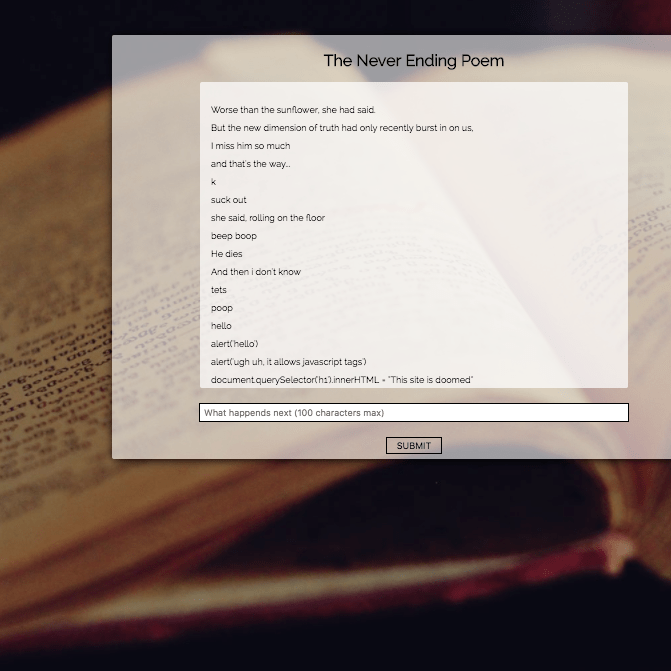 The Never Ending Poem
Worse than the sunflower, she had said.
But the new dimension of truth had only recently burst in on us,
I miss him so much
and that's the way...
k
suck out
she said, rolling on the floor
beep boop
He dies
And then i don't know
tets
poop
hello
alert('hello')
alert('ugh uh, it allows javascript tags')
document.querySelector('h1').innerHTML = "This site is doomed"
What happends next (100 characters max)
SUBMIT